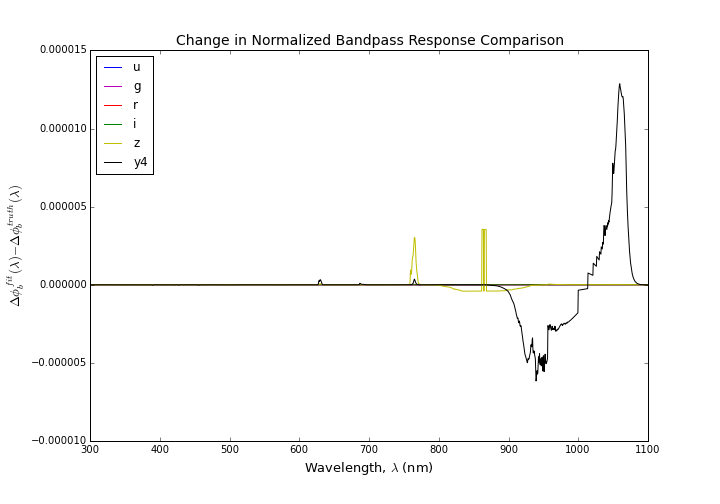 Change in Normalized Bandpass Response Comparison
0.000015
0.000010
0.000005
0.000000
−0.000005
−0.000010
Δϕ_b^{fit}(λ)−Δϕ_b^{truth}(λ)
u
g
r
i
z
y4
300 400 500 600 700 800 900 1000 1100
Wavelength, λ (nm)